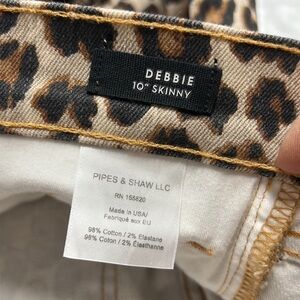 DEBBIE
10" SKINNY
PIPES & SHAW LLC
RN 155820
Made in USA/
Fabriqué aux EU
98% Cotton / 2% Elastane
98% Coton / 2% Élasthanne